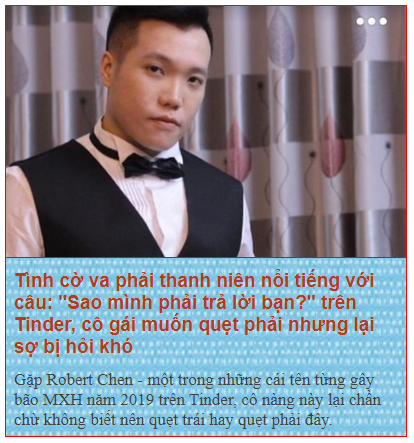 Tình cờ va phải thanh niên nổi tiếng với
câu: "Sao mình phải trả lời bạn?" trên
Tinder, cô gái muốn quẹt phải nhưng lại
sợ bị hỏi khó
Gặp Robert Chen - một trong những cái tên từng gây
bão MXH năm 2019 trên Tinder, cô nàng này lại chần
chừ không biết nên quẹt trái hay quẹt phải đây.